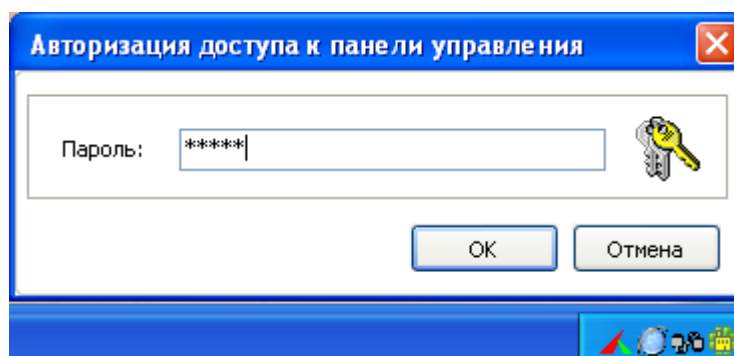 Авторизация доступа к панели управления
Пароль: *****
OK Отмена